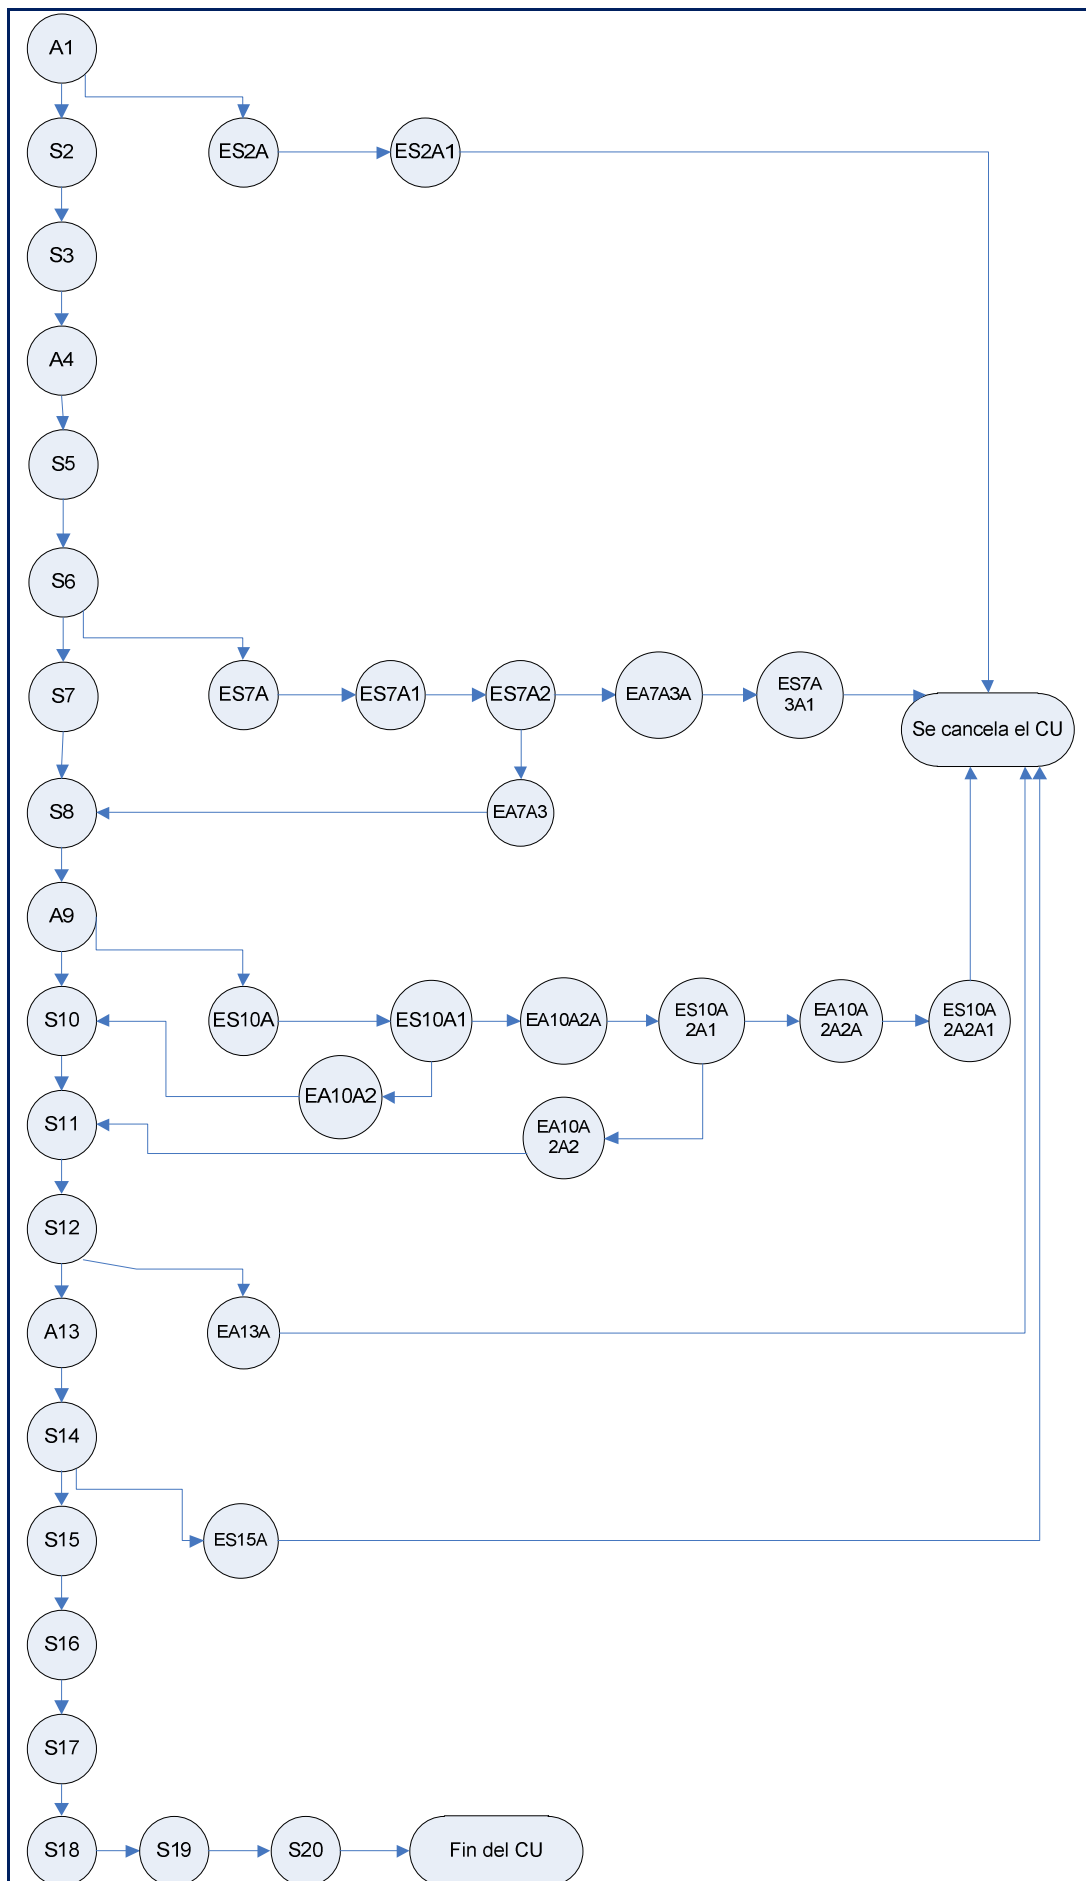 A1
S2
ES2A
ES2A1
S3
A4
S5
S6
S7
ES7A
ES7A1
ES7A2
EA7A3A
ES7A
3A1
Se cancela el CU
S8
EA7A3
A9
S10
ES10A
ES10A1
EA10A2A
ES10A
2A1
EA10A
2A2A
ES10A
2A2A1
EA10A2
S11
EA10A
2A2
S12
A13
EA13A
S14
S15
ES15A
S16
S17
S18
S19
S20
Fin del CU